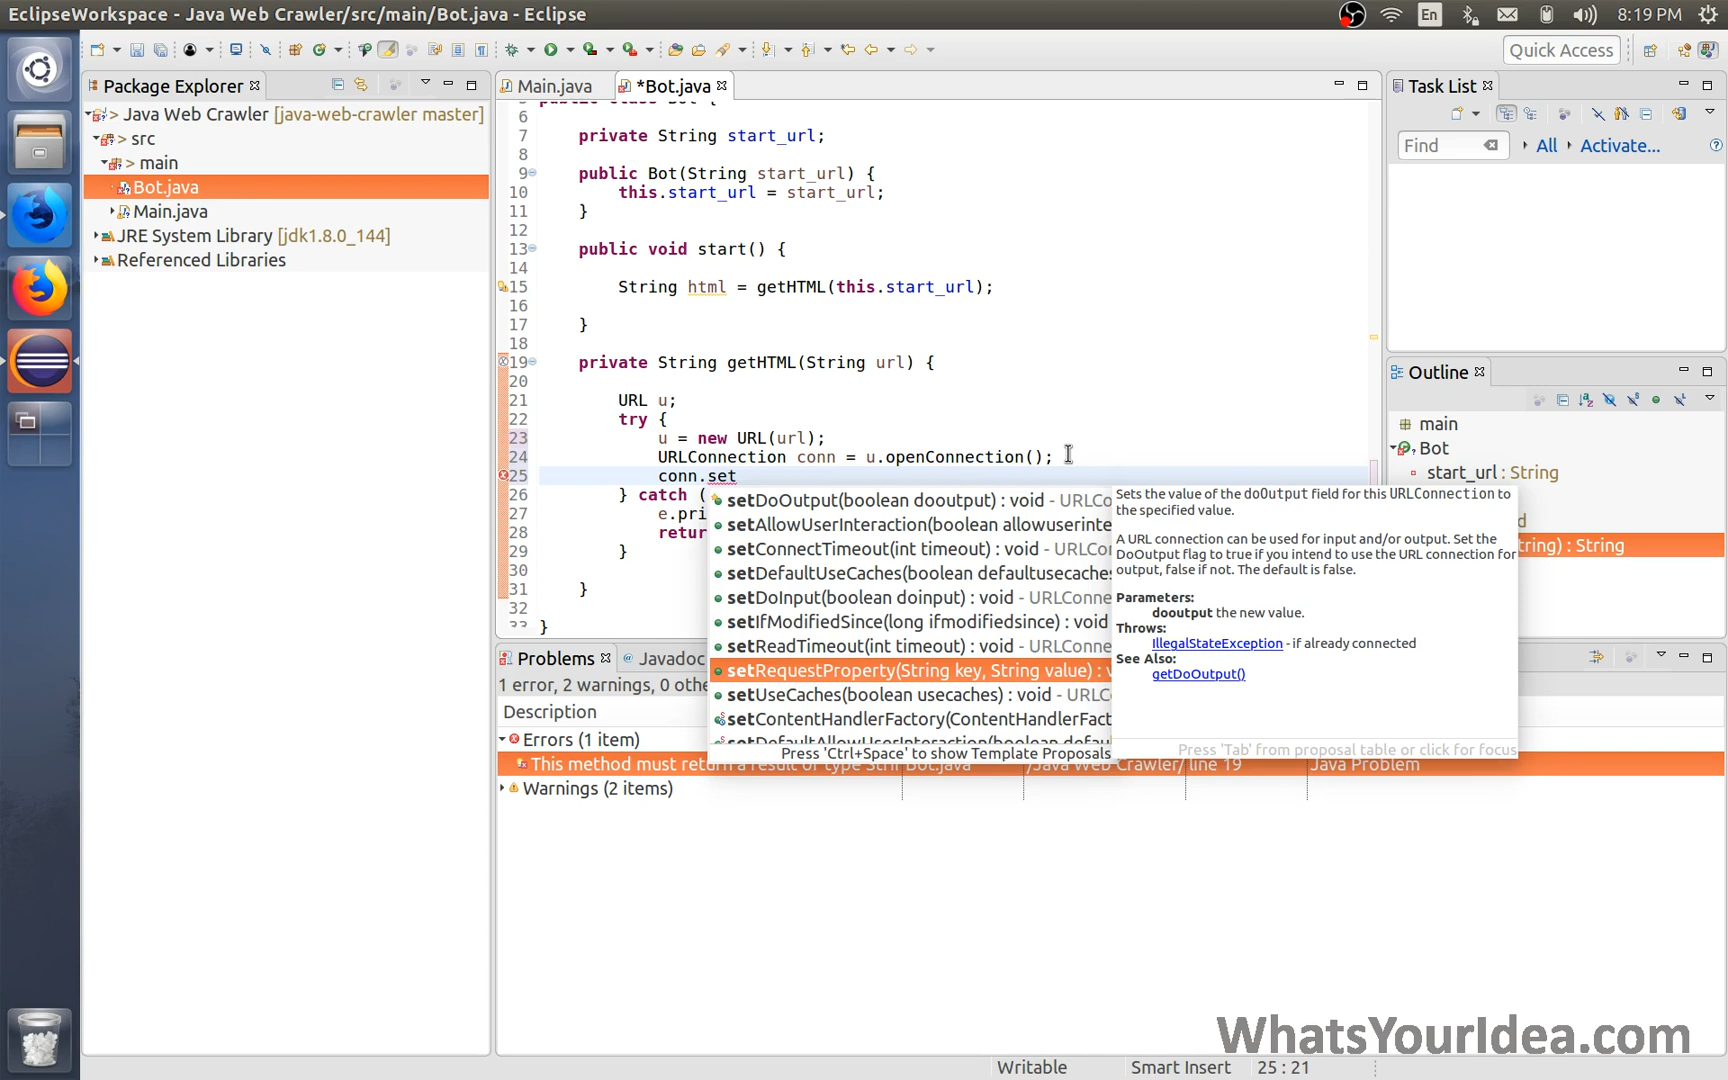 EclipseWorkspace - Java Web Crawler/src/main/Bot.java - Eclipse
En
8:19 PM
Quick Access
Package Explorer
> Java Web Crawler [java-web-crawler master]
> src
> main
Bot.java
Main.java
JRE System Library [jdk1.8.0_144]
Referenced Libraries
Main.java
*Bot.java
6
7 private String start_url;
8
9 public Bot(String start_url) {
10 this.start_url = start_url;
11 }
12
13 public void start() {
14
15 String html = getHTML(this.start_url);
16
17 }
18
19 private String getHTML(String url) {
20
21 URL u;
22 try {
23 u = new URL(url);
24 URLConnection conn = u.openConnection();
25 conn.set
26 } catch (
27 e.pri
28 retur
29 }
30
31 }
32
33 }
setDoOutput(boolean dooutput) : void - URLCo
setAllowUserInteraction(boolean allowuserinte
setConnectTimeout(int timeout) : void - URLCo
setDefaultUseCaches(boolean defaultusecaches
setDoInput(boolean doinput) : void - URLConne
setIfModifiedSince(long ifmodifiedsince) : void
setReadTimeout(int timeout) : void - URLConne
setRequestProperty(String key, String value) : v
setUseCaches(boolean usecaches) : void - URLC
setContentHandlerFactory(ContentHandlerFact
setDefaultAllowUserInteraction(boolean defau
Press 'Ctrl+Space' to show Template Proposals
Sets the value of the doOutput field for this URLConnection to
the specified value.
A URL connection can be used for input and/or output. Set the
DoOutput flag to true if you intend to use the URL connection for
output, false if not. The default is false.
Parameters:
dooutput the new value.
Throws:
IllegalStateException - if already connected
See Also:
getDoOutput()
Press 'Tab' from proposal table or click for focus
Task List
Find
All
Activate...
Outline
main
Bot
start_url : String
d
tring) : String
Problems
Javadoc
1 error, 2 warnings, 0 othe
Description
Errors (1 item)
This method must return a result of type Stri Bot.java /Java Web Crawler/ line 19 Java Problem
Warnings (2 items)
WhatsYourIdea.com
Writable
Smart Insert
25 : 21